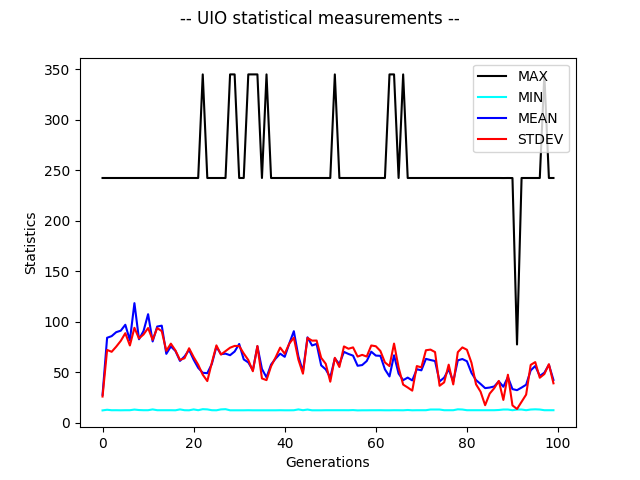 -- UIO statistical measurements --
350
300
250
200
150
100
50
0
Statistics
MAX
MIN
MEAN
STDEV
0
20
40
60
80
100
Generations